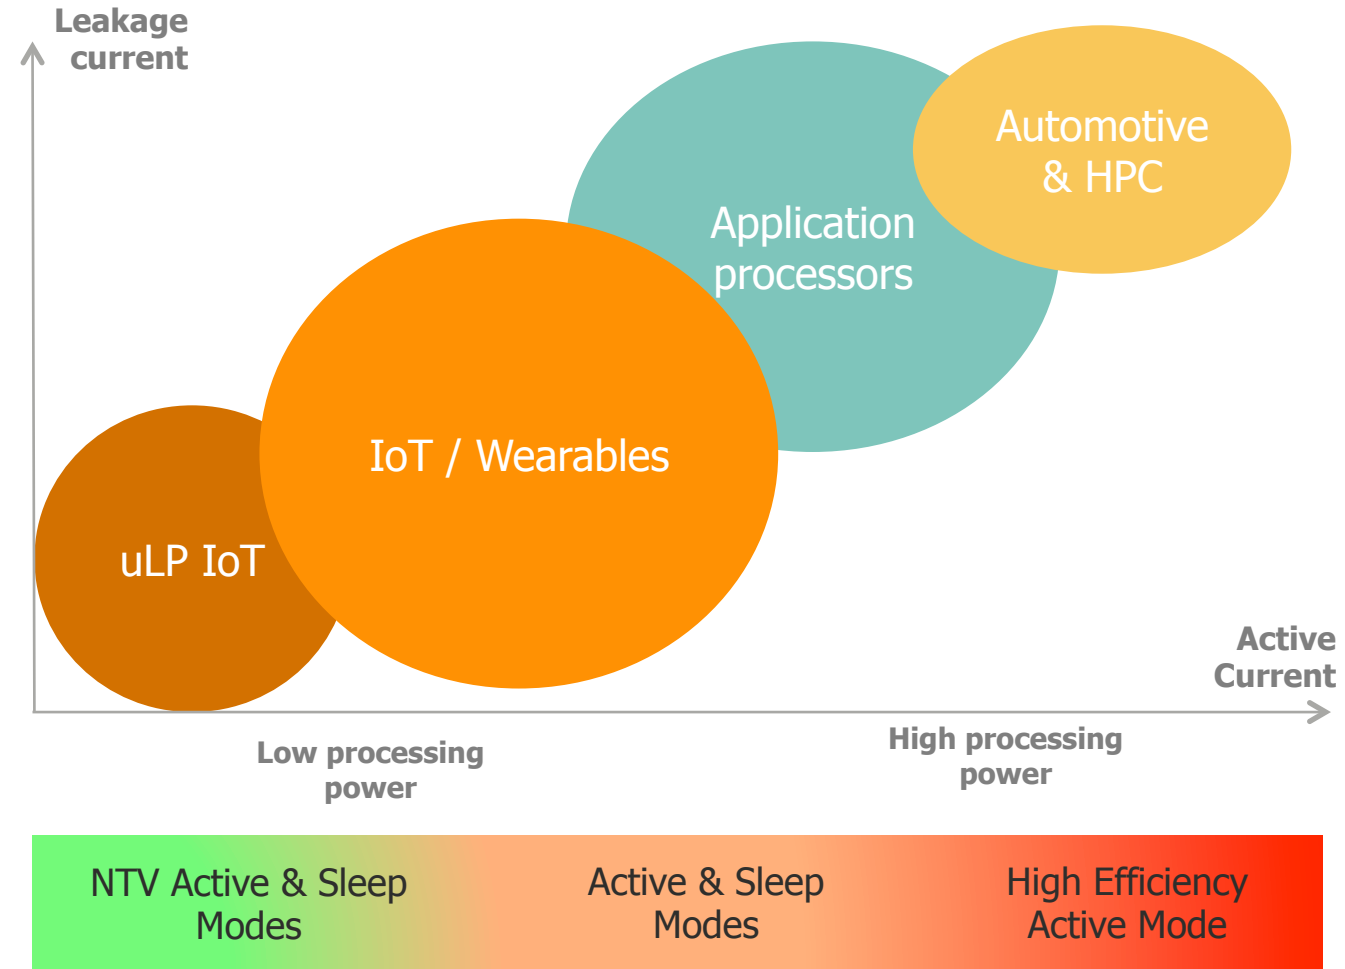 Leakage
current
Automotive
& HPC
Application
processors
IoT / Wearables
uLP IoT
Active
Current
Low processing
power
High processing
power
NTV Active & Sleep
Modes
Active & Sleep
Modes
High Efficiency
Active Mode